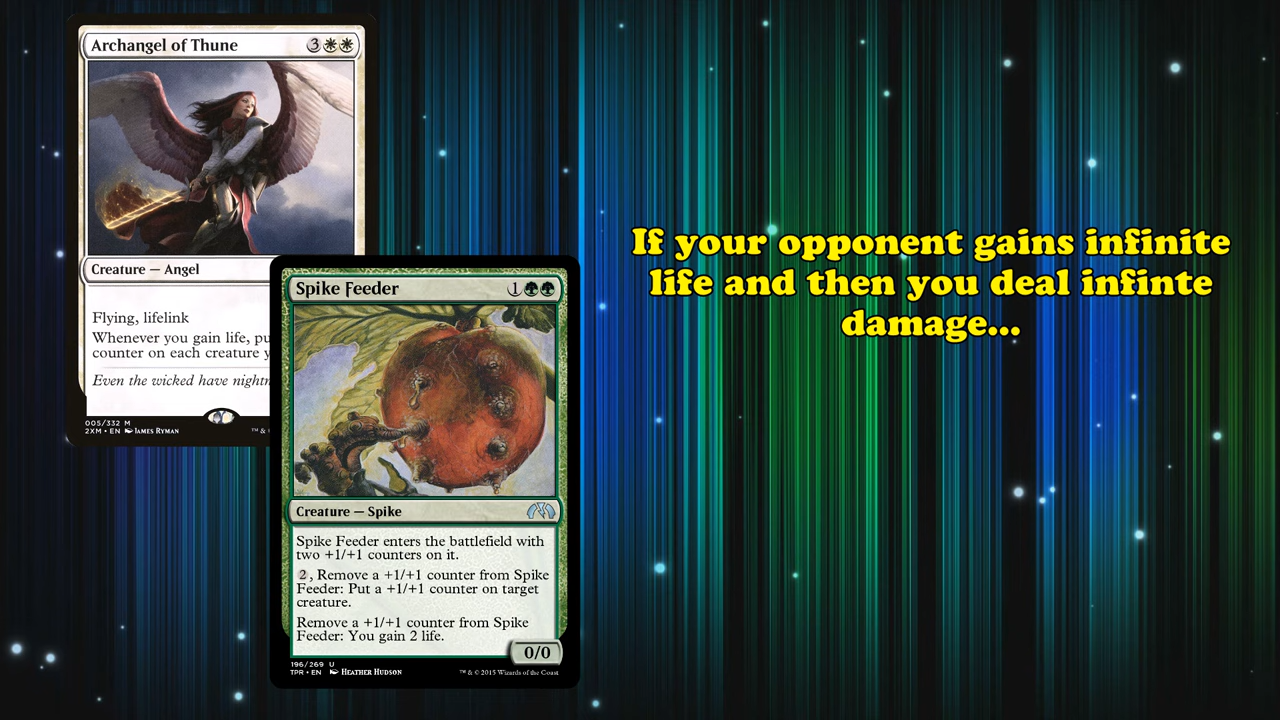 Archangel of Thune 3
Creature — Angel
Flying, lifelink
Whenever you gain life, pu
counter on each creature y
Even the wicked have nightm
005/332 M
2XM • EN JAMES RYMAN ™ &
Spike Feeder 1
Creature — Spike
Spike Feeder enters the battlefield with
two +1/+1 counters on it.
2, Remove a +1/+1 counter from Spike
Feeder: Put a +1/+1 counter on target
creature.
Remove a +1/+1 counter from Spike
Feeder: You gain 2 life.
0/0
196/269 U
TPR • EN HEATHER HUDSON ™ & © 2015 Wizards of the Coast
If your opponent gains infinite
life and then you deal infinte
damage...